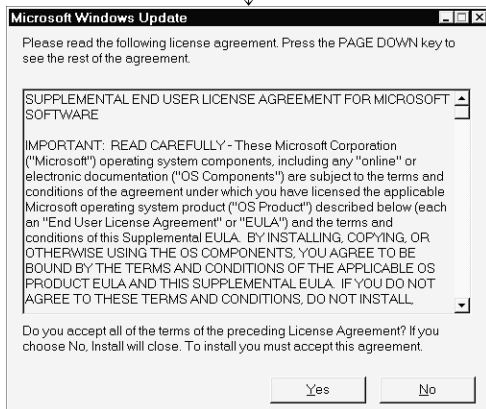 Microsoft Windows Update
Please read the following license agreement. Press the PAGE DOWN key to
see the rest of the agreement.
SUPPLEMENTAL END USER LICENSE AGREEMENT FOR MICROSOFT
SOFTWARE
IMPORTANT:  READ CAREFULLY - These Microsoft Corporation
("Microsoft") operating system components, including any "online" or
electronic documentation ("OS Components") are subject to the terms and
conditions of the agreement under which you have licensed the applicable
Microsoft operating system product ("OS Product") described below (each
an "End User License Agreement" or "EULA") and the terms and
conditions of this Supplemental EULA.  BY INSTALLING, COPYING, OR
OTHERWISE USING THE OS COMPONENTS, YOU AGREE TO BE
BOUND BY THE TERMS AND CONDITIONS OF THE APPLICABLE OS
PRODUCT EULA AND THIS SUPPLEMENTAL EULA.  IF YOU DO NOT
AGREE TO THESE TERMS AND CONDITIONS, DO NOT INSTALL,
Do you accept all of the terms of the preceding License Agreement? If you
choose No, Install will close. To install you must accept this agreement.
Yes No